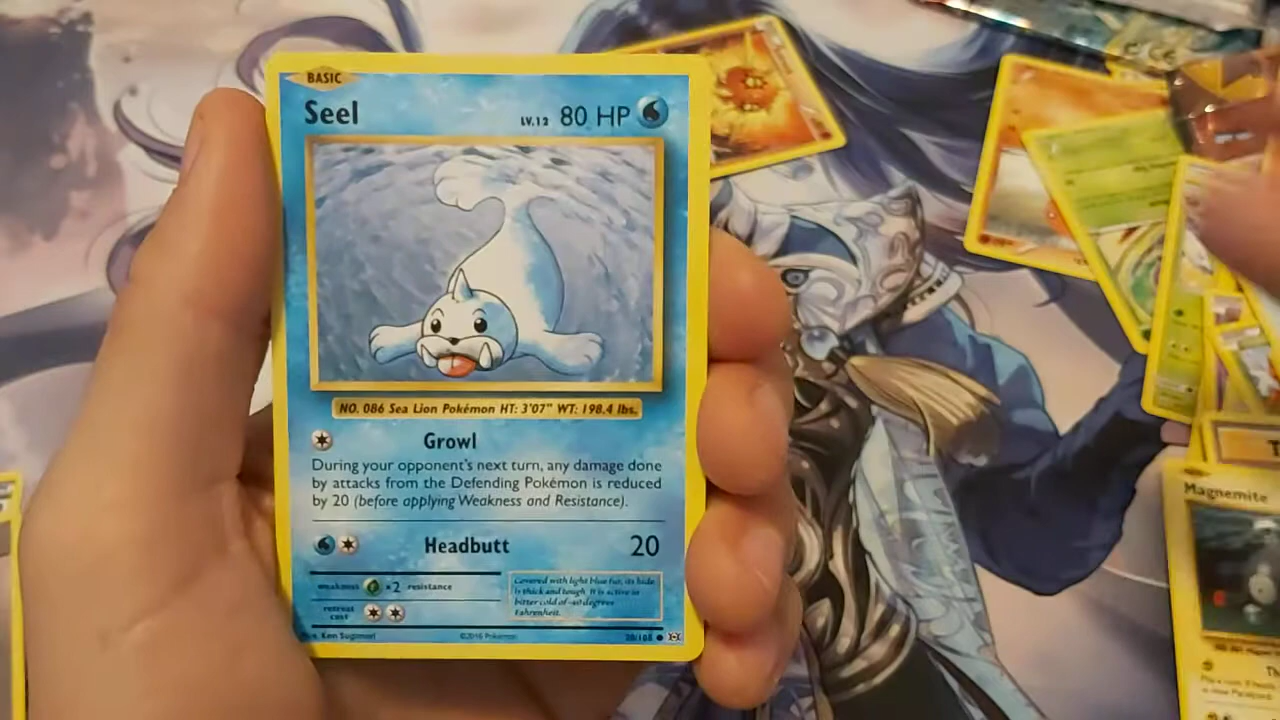 BASIC
Seel
LV.12 80 HP
NO. 086 Sea Lion Pokémon HT: 3'07" WT: 198.4 lbs.
Growl
During your opponent's next turn, any damage done
by attacks from the Defending Pokémon is reduced
by 20 (before applying Weakness and Resistance).
Headbutt 20
weakness ×2 resistance
retreat
cost
Covered with light blue fur, its hide
is thick and tough. It is active in
bitter cold of -40 degrees
Fahrenheit.
Ken Sugimori ©2016 Pokémon 28/108
Magnemite